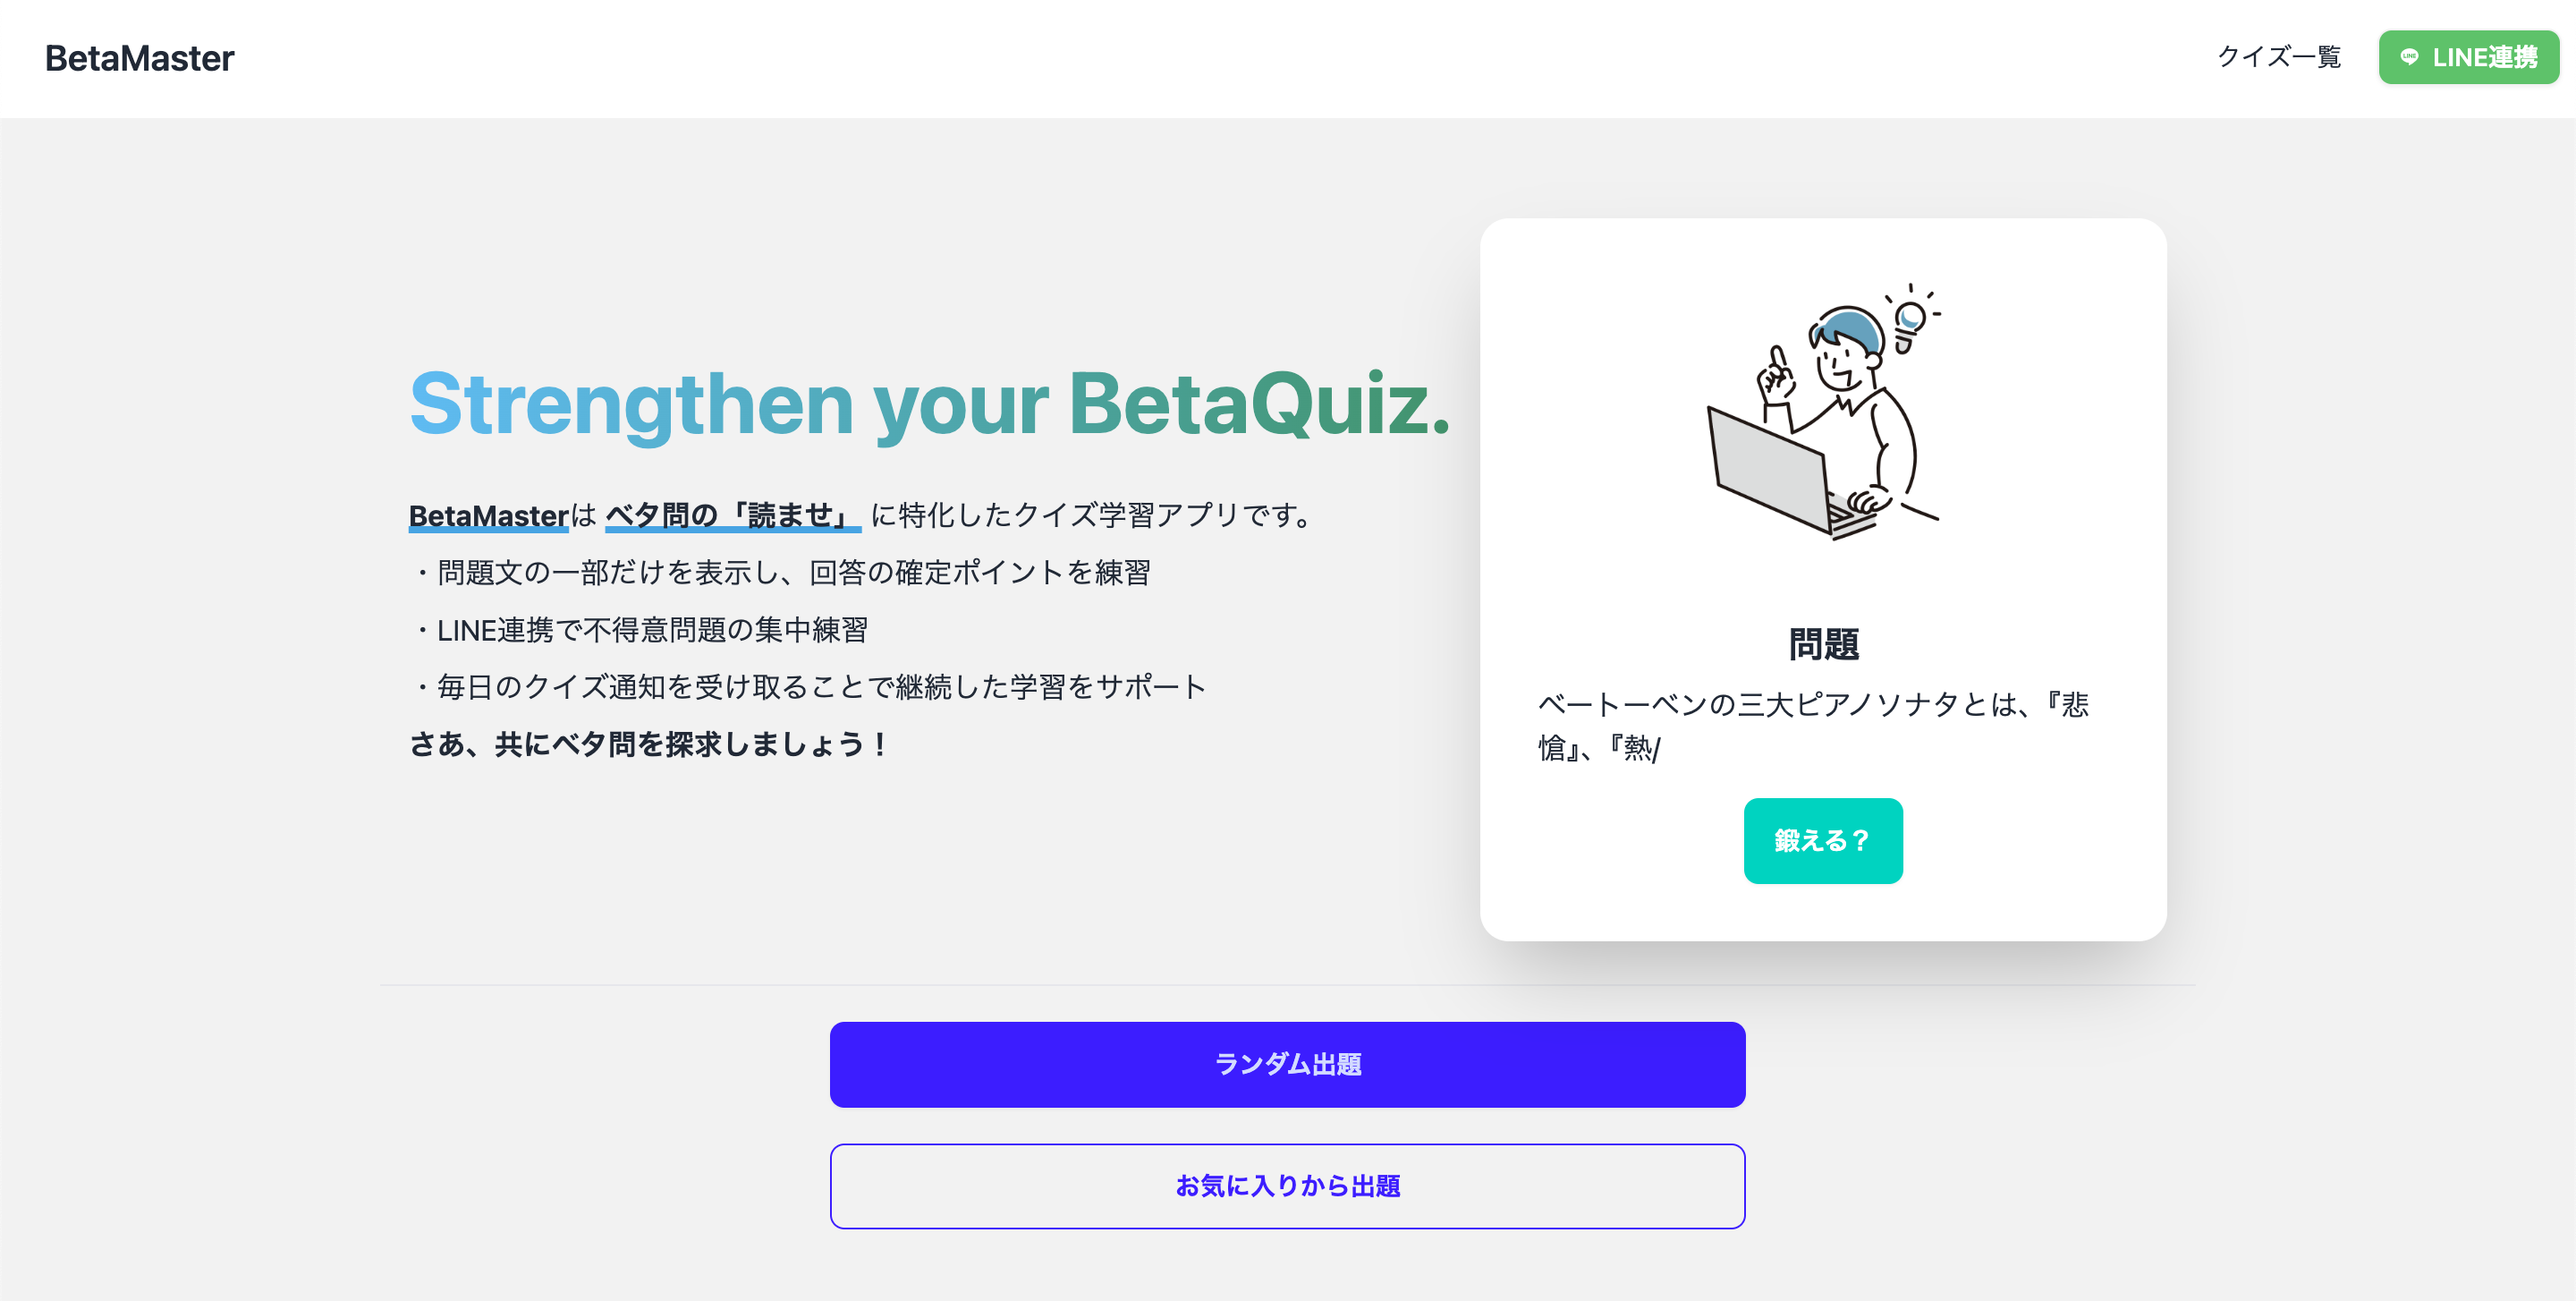 BetaMaster
クイズ一覧
LINE連携
Strengthen your BetaQuiz.
BetaMasterは ベタ問の「読ませ」 に特化したクイズ学習アプリです。
・問題文の一部だけを表示し、回答の確定ポイントを練習
・LINE連携で不得意問題の集中練習
・毎日のクイズ通知を受け取ることで継続した学習をサポート
さあ、共にベタ問を探求しましょう！
問題
ベートーベンの三大ピアノソナタとは、『悲
愴』、『熱/
鍛える？
ランダム出題
お気に入りから出題